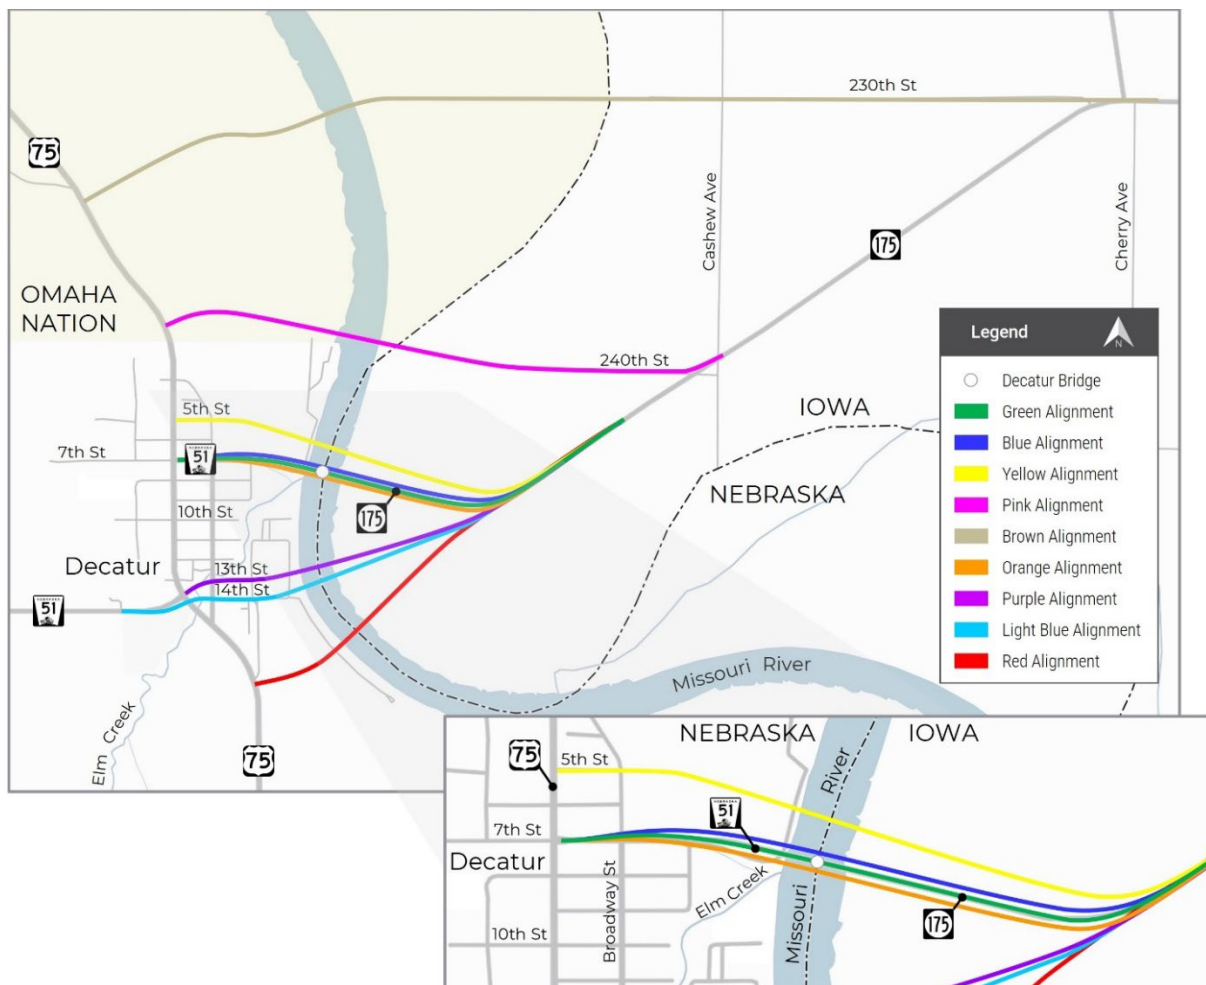 230th St
75
Cashew Ave
Cherry Ave
175
OMAHA
NATION
Legend
N
Decatur Bridge
Green Alignment
Blue Alignment
Yellow Alignment
Pink Alignment
Brown Alignment
Orange Alignment
Purple Alignment
Light Blue Alignment
Red Alignment
240th St
IOWA
5th St
7th St
51
NEBRASKA
175
10th St
Decatur
13th St
14th St
51
Missouri River
Elm Creek
75
NEBRASKA
IOWA
75
5th St
River
51
7th St
Decatur
Broadway St
Elm Creek
Missouri
175
10th St